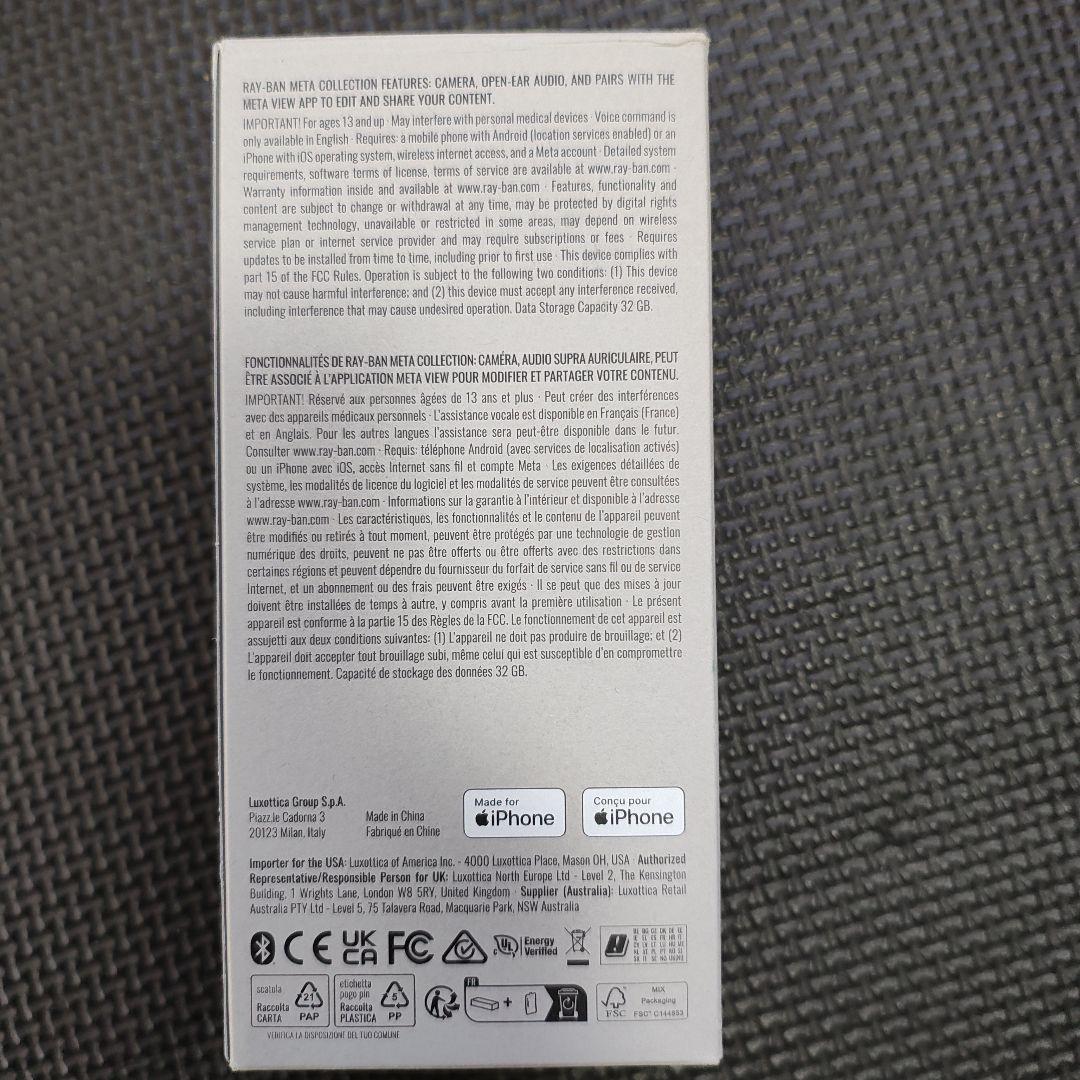 RAY-BAN META COLLECTION FEATURES: CAMERA, OPEN-EAR AUDIO, AND PAIRS WITH THE
META VIEW APP TO EDIT AND SHARE YOUR CONTENT.
IMPORTANT! For ages 13 and up · May interfere with personal medical devices · Voice command is
only available in English · Requires: a mobile phone with Android (location services enabled) or an
iPhone with iOS operating system, wireless internet access, and a Meta account · Detailed system
requirements, software terms of license, terms of service are available at www.ray-ban.com ·
Warranty information inside and available at www.ray-ban.com · Features, functionality and
content are subject to change or withdrawal at any time, may be protected by digital rights
management technology, unavailable or restricted in some areas, may depend on wireless
service plan or internet service provider and may require subscriptions or fees · Requires
updates to be installed from time to time, including prior to first use · This device complies with
part 15 of the FCC Rules. Operation is subject to the following two conditions: (1) This device
may not cause harmful interference; and (2) this device must accept any interference received,
including interference that may cause undesired operation. Data Storage Capacity 32 GB.
FONCTIONNALITÉS DE RAY-BAN META COLLECTION: CAMÉRA, AUDIO SUPRA AURICULAIRE, PEUT
ÊTRE ASSOCIÉ À L'APPLICATION META VIEW POUR MODIFIER ET PARTAGER VOTRE CONTENU.
IMPORTANT! Réservé aux personnes âgées de 13 ans et plus · Peut créer des interférences
avec des appareils médicaux personnels · L'assistance vocale est disponible en Français (France)
et en Anglais. Pour les autres langues l'assistance sera peut-être disponible dans le futur.
Consulter www.ray-ban.com · Requis: téléphone Android (avec services de localisation activés)
ou un iPhone avec iOS, accès Internet sans fil et compte Meta · Les exigences détaillées de
système, les modalités de licence du logiciel et les modalités de service peuvent être consultées
à l'adresse www.ray-ban.com · Informations sur la garantie à l'intérieur et disponible à l'adresse
www.ray-ban.com · Les caractéristiques, les fonctionnalités et le contenu de l'appareil peuvent
être modifiés ou retirés à tout moment, peuvent être protégés par une technologie de gestion
numérique des droits, peuvent ne pas être offerts ou être offerts avec des restrictions dans
certaines régions et peuvent dépendre du fournisseur du forfait de service sans fil ou de service
Internet, et un abonnement ou des frais peuvent être exigés · Il se peut que des mises à jour
doivent être installées de temps à autre, y compris avant la première utilisation · Le présent
appareil est conforme à la partie 15 des Règles de la FCC. Le fonctionnement de cet appareil est
assujetti aux deux conditions suivantes: (1) L'appareil ne doit pas produire de brouillage; et (2)
L'appareil doit accepter tout brouillage subi, même celui qui est susceptible d'en compromettre
le fonctionnement. Capacité de stockage des données 32 GB.
Luxottica Group S.p.A.
Piazz.le Cadorna 3
20123 Milan, Italy
Made in China
Fabriqué en Chine
Made for
iPhone
Conçu pour
iPhone
Importer for the USA: Luxottica of America Inc. - 4000 Luxottica Place, Mason OH, USA · Authorized
Representative/Responsible Person for UK: Luxottica North Europe Ltd - Level 2, The Kensington
Building, 1 Wrights Lane, London W8 5RY, United Kingdom · Supplier (Australia): Luxottica Retail
Australia PTY Ltd - Level 5, 75 Talavera Road, Macquarie Park, NSW Australia
CE UK CA FC UL Energy Verified
scatola
Raccolta
CARTA
21
PAP
etichetta
pogo pin
Raccolta
PLASTICA
5
PP
FR
+
FSC
MIX
Packaging
FSC® C144853
VERIFICA LA DISPOSIZIONE DEL TUO COMUNE